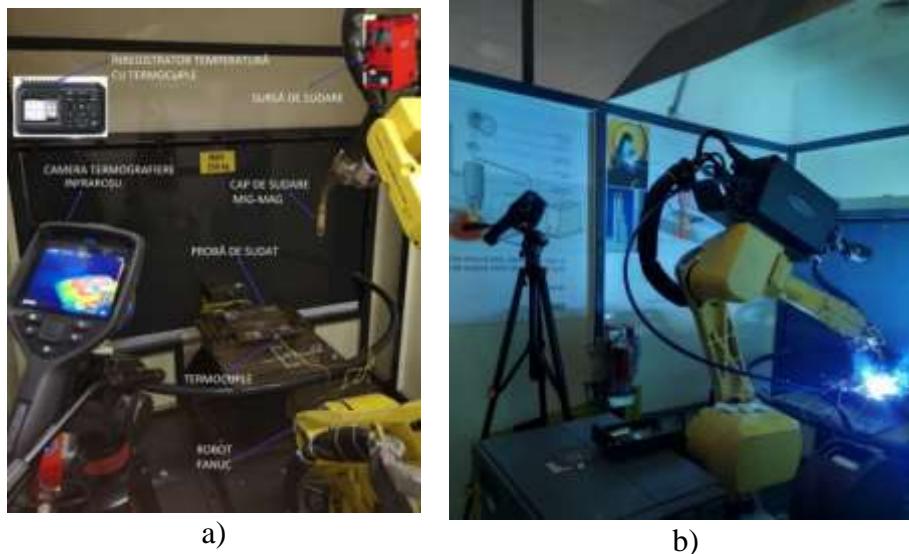 ÎNREGISTRATOR TEMPERATURĂ
CU TERMOCUPLE
SURSĂ DE SUDARE
CAMERA TERMOGRAFIERE
INFRAROȘU
CAP DE SUDARE
MIG-MAG
PROBĂ DE SUDAT
TERMOCUPLE
ROBOT
FANUC
a)
b)